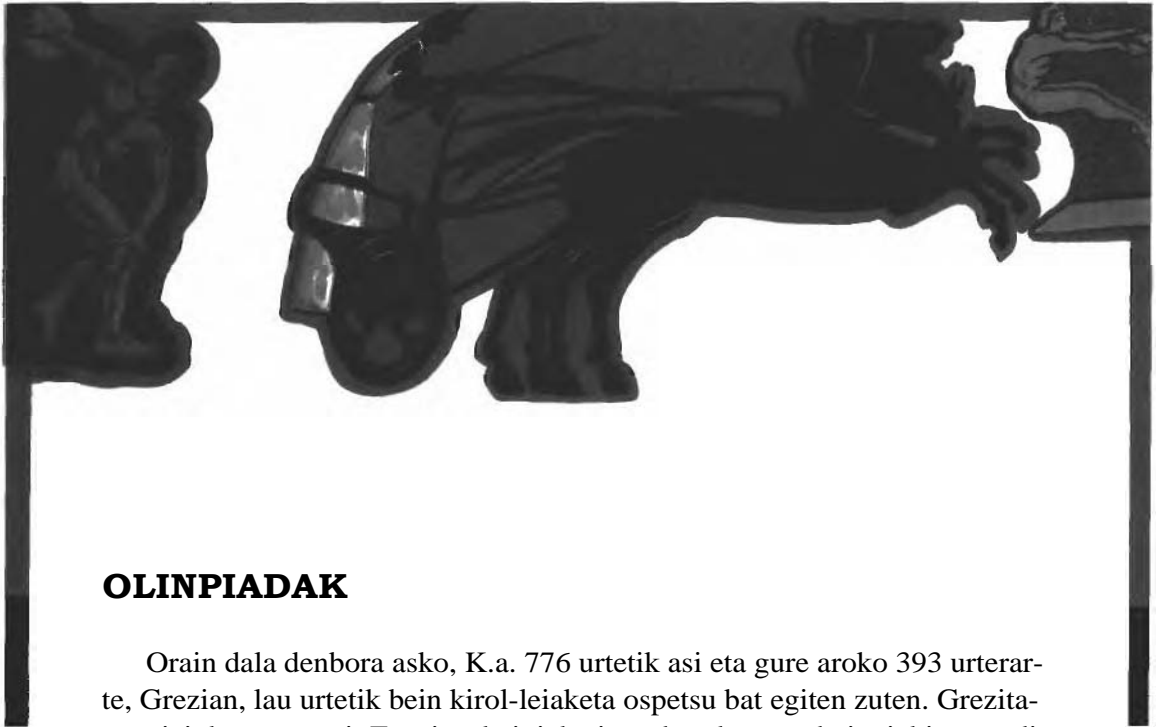 OLINPIADAK
Orain dala denbora asko, K.a. 776 urtetik asi eta gure aroko 393 urterar-
te, Grezian, lau urtetik bein kirol-leiaketa ospetsu bat egiten zuten. Grezita-